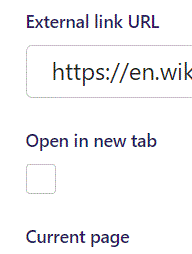 External link URL
https://en.wik
Open in new tab
Current page